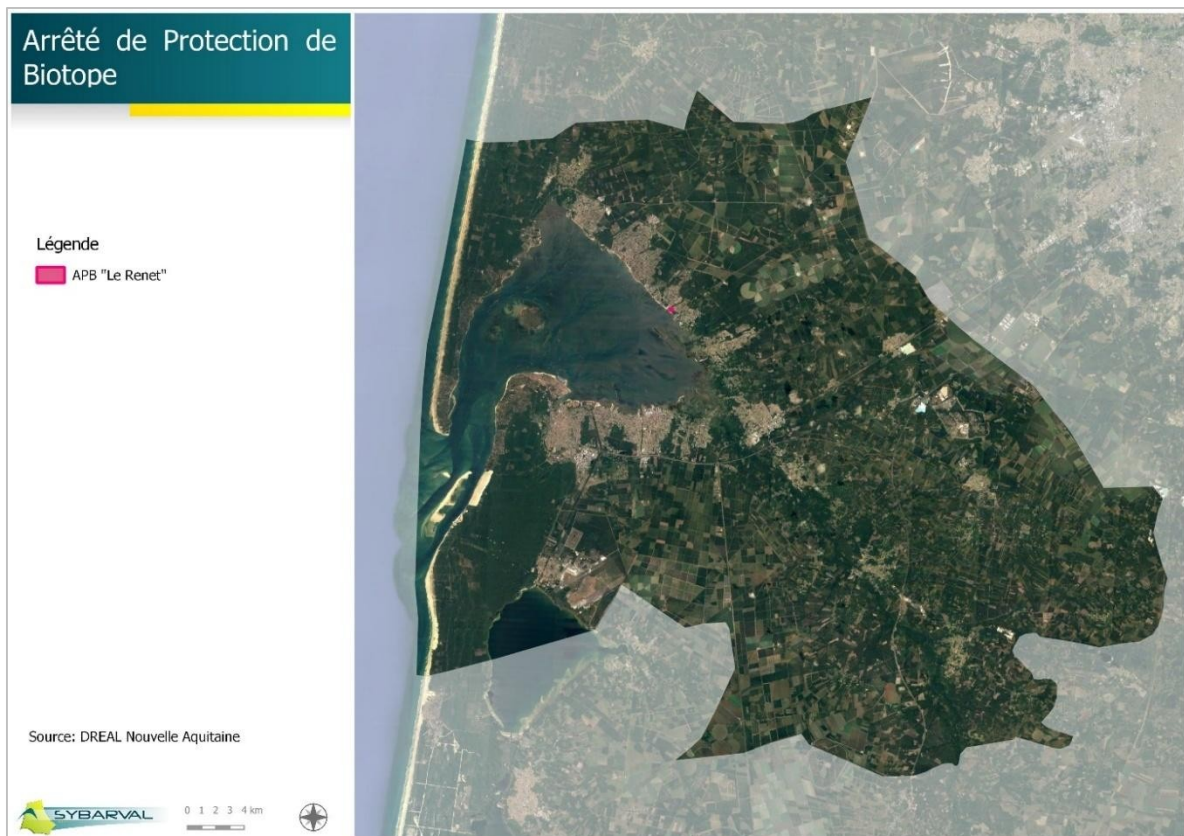 Arrêté de Protection de
Biotope
Légende
APB "Le Renet"
Source: DREAL Nouvelle Aquitaine
SYBARVAL
0 1 2 3 4 km